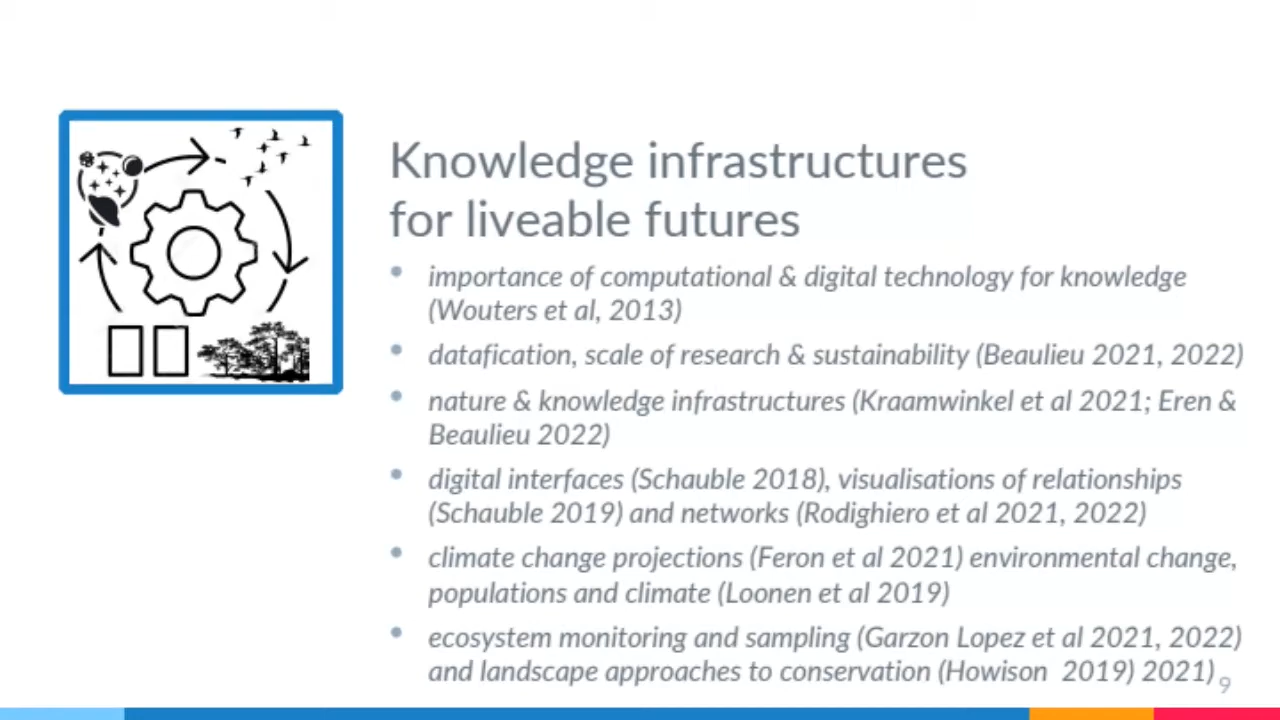 Knowledge infrastructures
for liveable futures
• importance of computational & digital technology for knowledge
(Wouters et al, 2013)
• datafication, scale of research & sustainability (Beaulieu 2021, 2022)
• nature & knowledge infrastructures (Kraamwinkel et al 2021; Eren &
Beaulieu 2022)
• digital interfaces (Schauble 2018), visualisations of relationships
(Schauble 2019) and networks (Rodighiero et al 2021, 2022)
• climate change projections (Feron et al 2021) environmental change,
populations and climate (Loonen et al 2019)
• ecosystem monitoring and sampling (Garzon Lopez et al 2021, 2022)
and landscape approaches to conservation (Howison 2019) 2021)
9